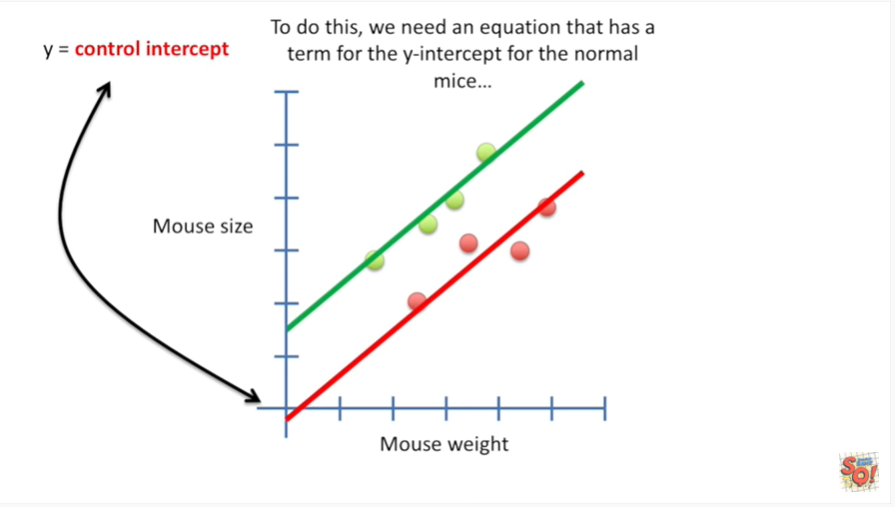 To do this, we need an equation that has a
term for the y-intercept for the normal
mice...
y = control intercept
Mouse size
Mouse weight